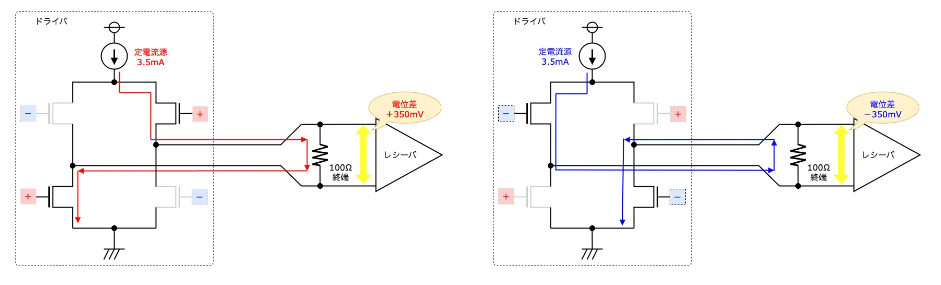 ドライバ
定電流源
3.5mA
電位差
+350mV
−
+
レシーバ
100Ω
終端
+
−
ドライバ
定電流源
3.5mA
電位差
−350mV
−
+
レシーバ
100Ω
終端
+
−